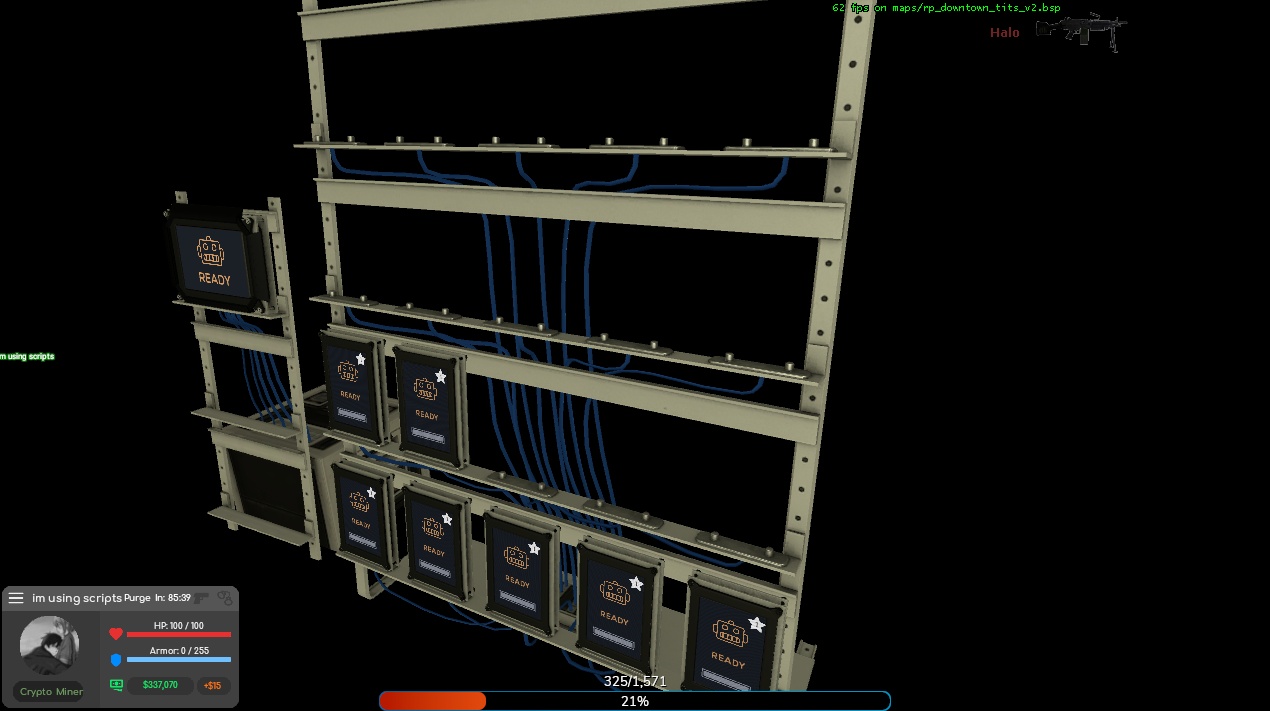 62 fps on maps/rp_downtown_tits_v2.bsp
Halo
READY
m using scripts
READY
READY
READY
READY
READY
READY
READY
im using scripts
Purge In: 85:39
HP: 100 / 100
Armor: 0 / 255
$337,070
+$15
Crypto Miner
325/1,571
21%